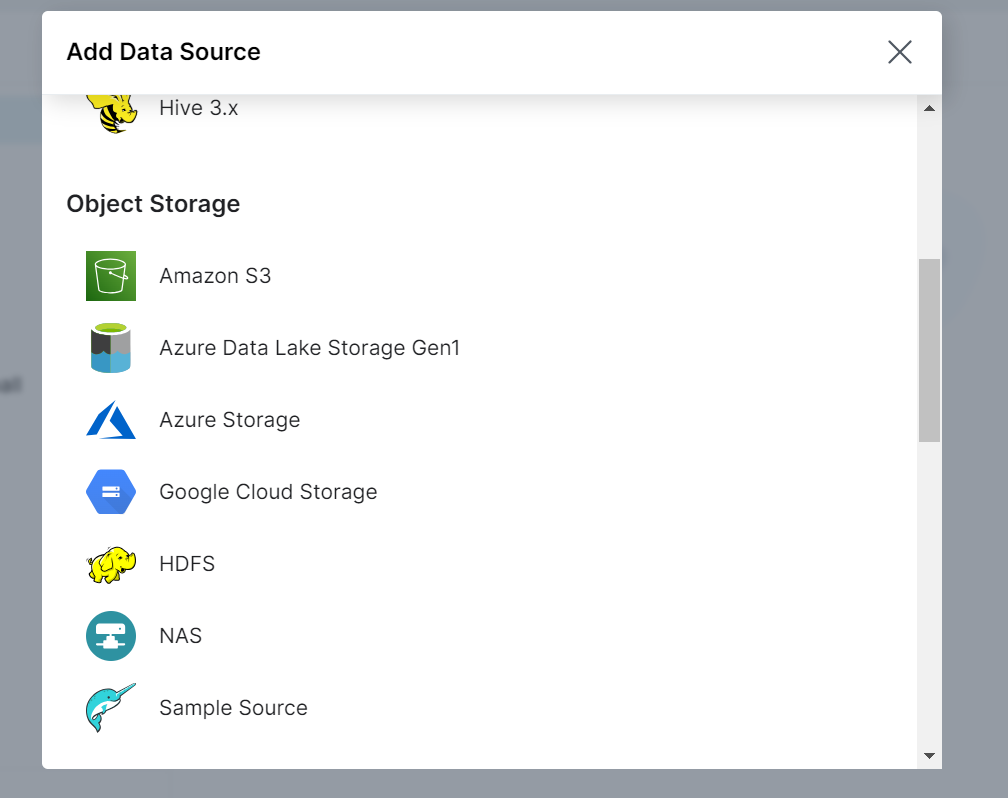 Add Data Source
Hive 3.x
Object Storage
Amazon S3
Azure Data Lake Storage Gen1
Azure Storage
Google Cloud Storage
HDFS
NAS
Sample Source